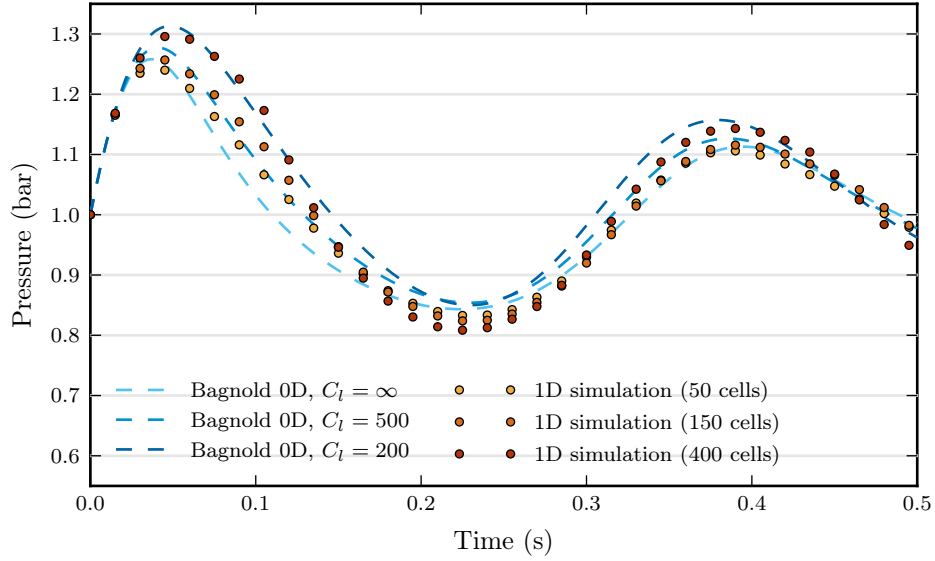 1.3
1.2
1.1
1.0
0.9
0.8
0.7
0.6
Pressure (bar)
Bagnold 0D, $C_l = \infty$
Bagnold 0D, $C_l = 500$
Bagnold 0D, $C_l = 200$
1D simulation (50 cells)
1D simulation (150 cells)
1D simulation (400 cells)
0.0 0.1 0.2 0.3 0.4 0.5
Time (s)